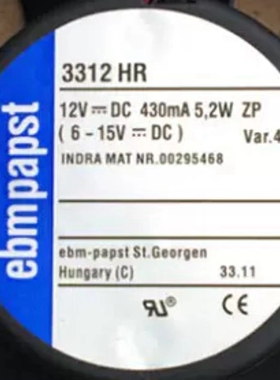 ebmpapst
3312 HR
12V ⎓ DC 430mA 5,2W ZP
( 6 – 15V ⎓ DC ) Var.4
INDRA MAT NR.00295468
ebm-papst St.Georgen
Hungary (C) 33.11
RU® CE